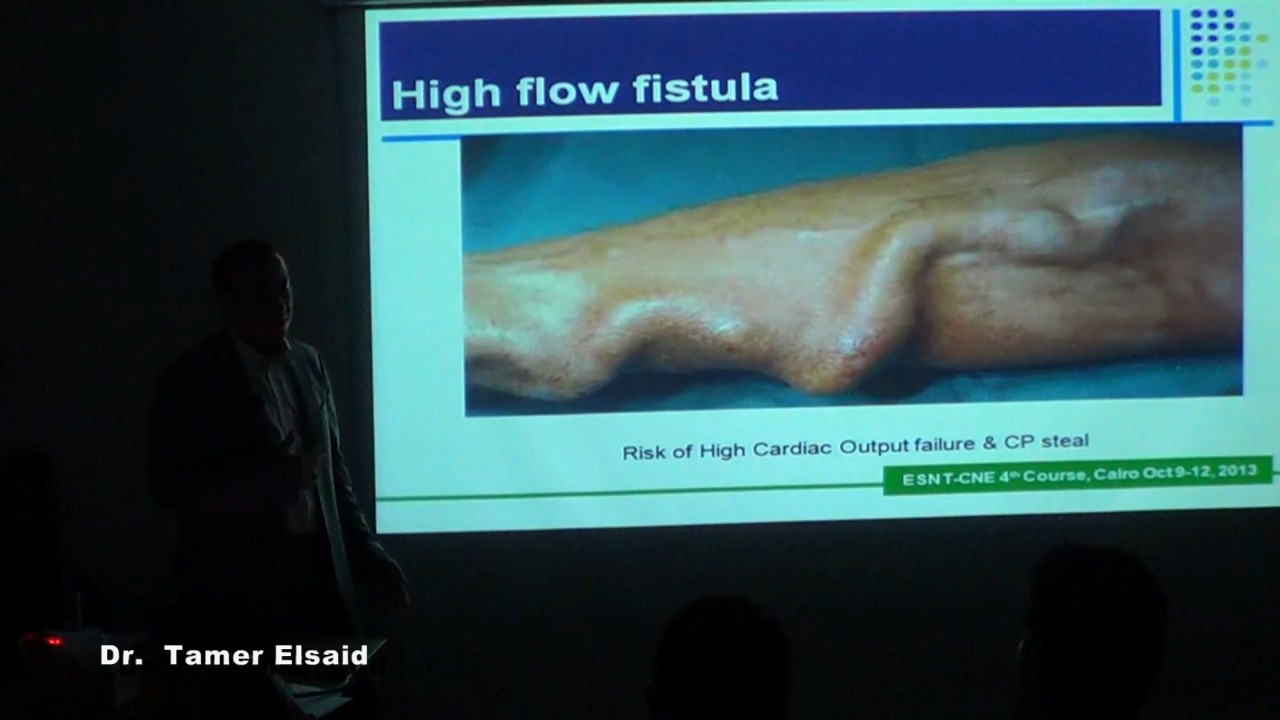 High flow fistula
Risk of High Cardiac Output failure & CP steal
ESNT-CNE 4th Course, Cairo Oct 9-12, 2013
Dr. Tamer Elsaid